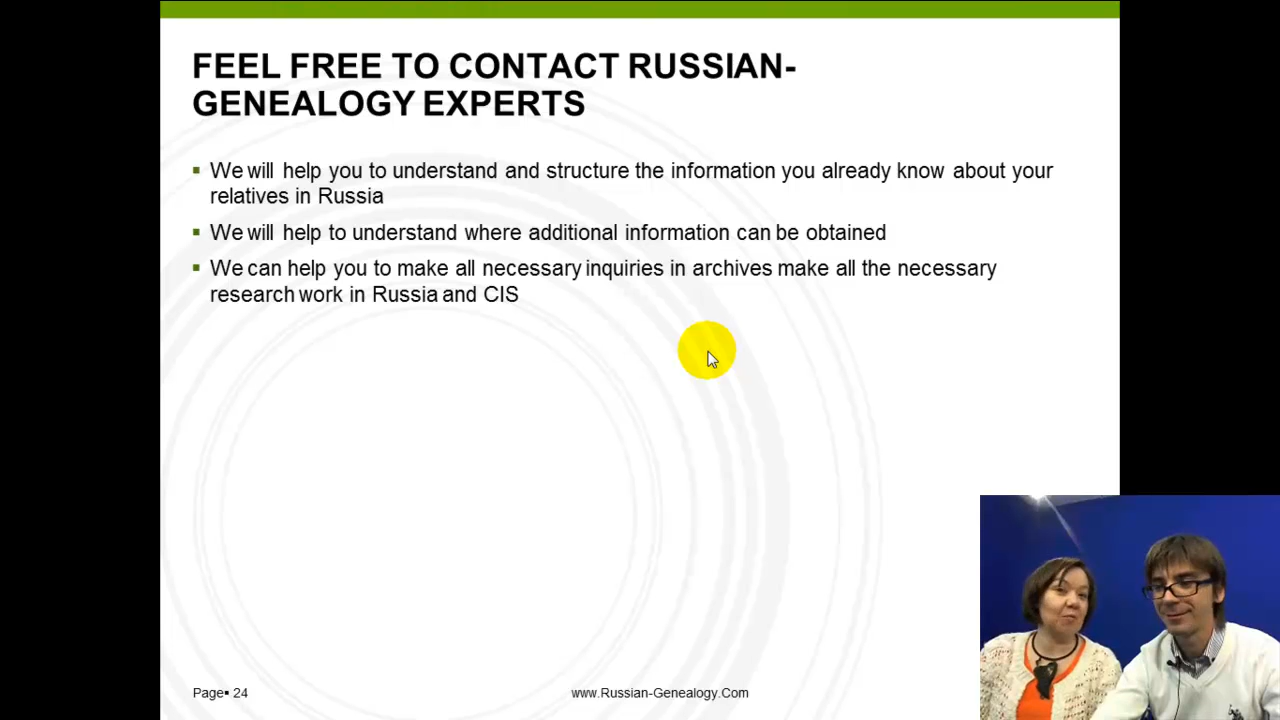 FEEL FREE TO CONTACT RUSSIAN-
GENEALOGY EXPERTS
▪ We will help you to understand and structure the information you already know about your
relatives in Russia
▪ We will help to understand where additional information can be obtained
▪ We can help you to make all necessary inquiries in archives make all the necessary
research work in Russia and CIS
Page▪ 24
www.Russian-Genealogy.Com